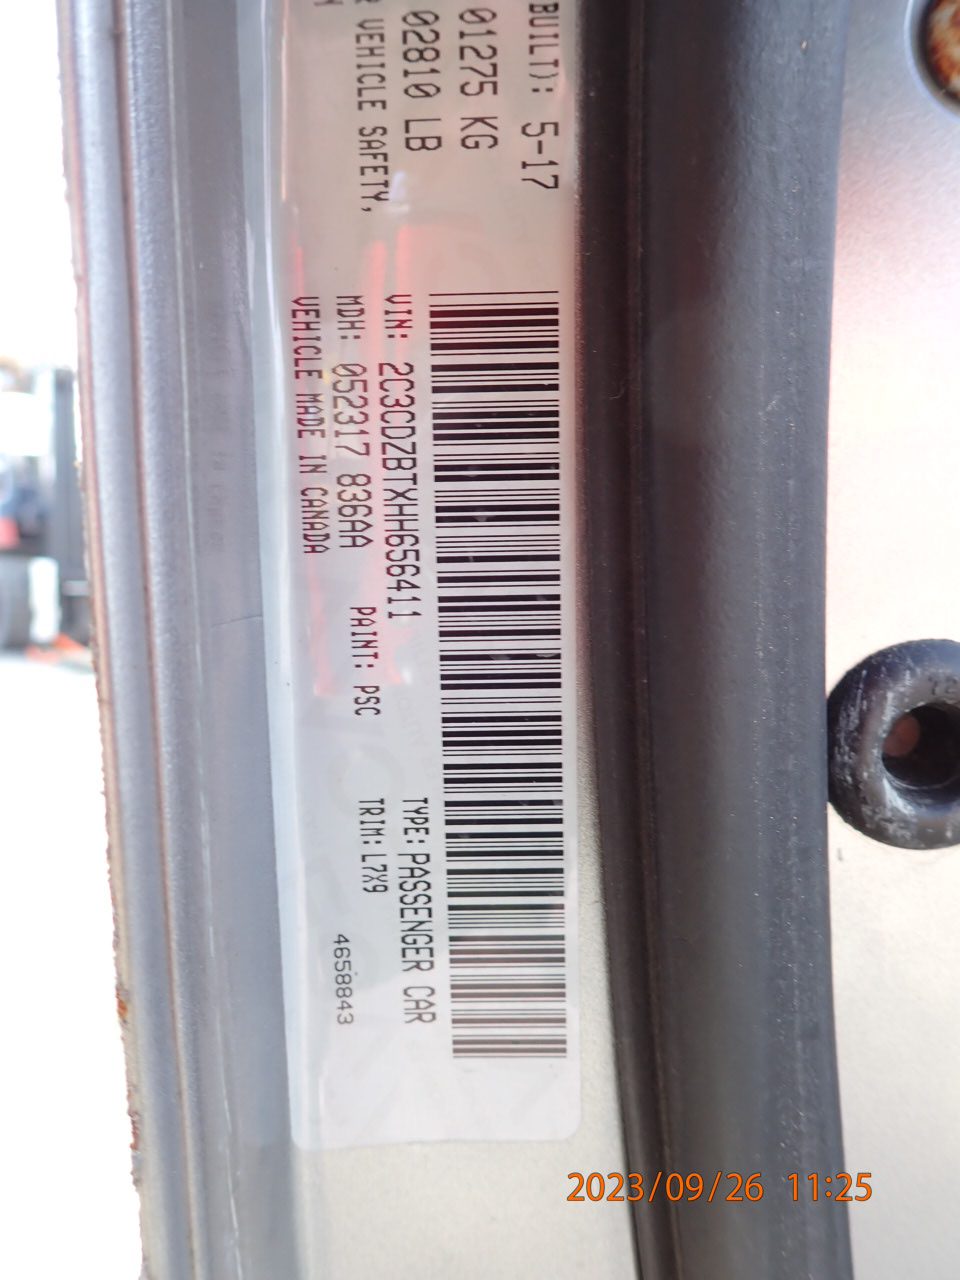 BUILT): 5-17
01275 KG
02810 LB
VEHICLE SAFETY,
VIN: 2C3CDZBTXHH656411
TYPE: PASSENGER CAR
MDH: 052317 836AA
PAINT: PSC
TRIM: L7X9
VEHICLE MADE IN CANADA
4658843
2023/09/26 11:25